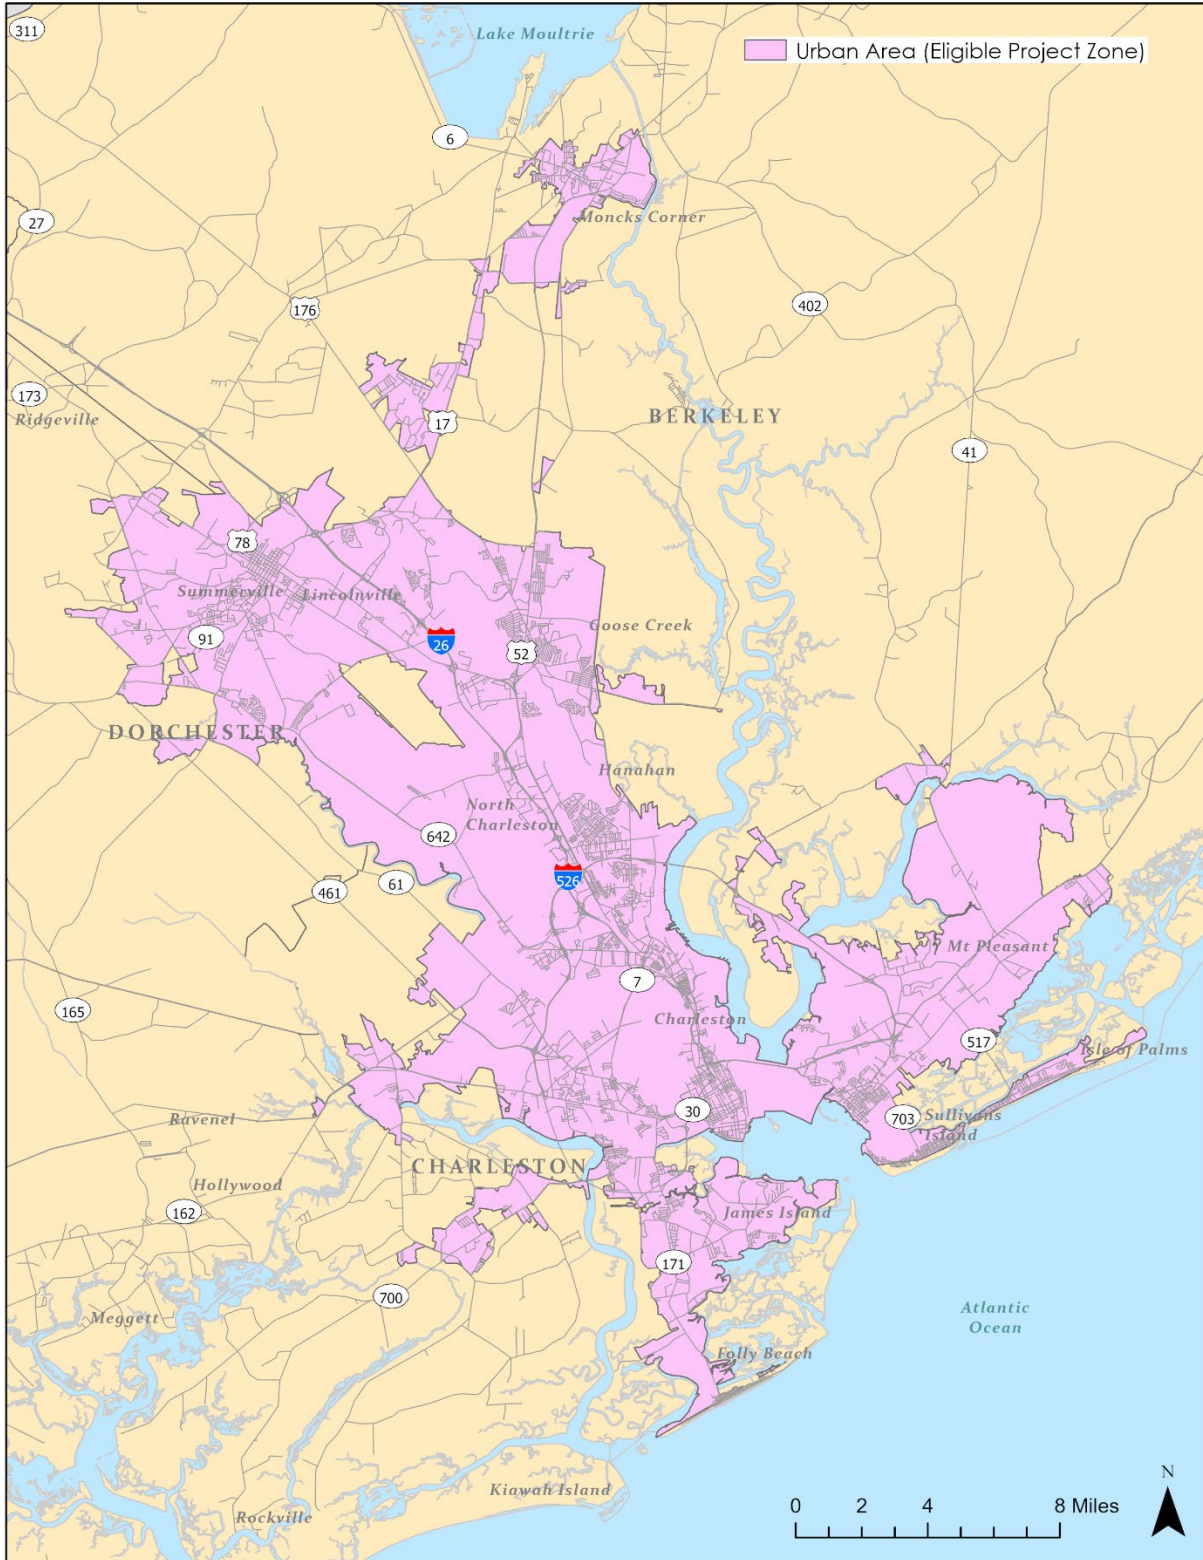 311
Lake Moultrie
Urban Area (Eligible Project Zone)
6
27
Moncks Corner
176
402
173
Ridgeville
17
BERKELEY
41
78
Summerville
Lincolnville
91
26
52
Goose Creek
DORCHESTER
Hanahan
North
Charleston
642
526
461
61
Mt Pleasant
7
165
Charleston
517
Isle of Palms
Ravenel
30
703
Sullivans
Island
CHARLESTON
Hollywood
162
James Island
171
700
Meggett
Atlantic
Ocean
Folly Beach
Kiawah Island
Rockville
N
0 2 4 8 Miles